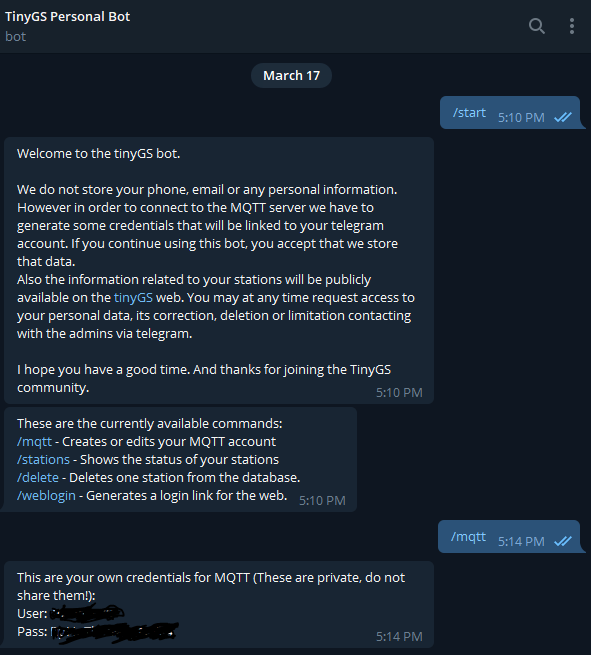 TinyGS Personal Bot
bot
March 17
/start 5:10 PM
Welcome to the tinyGS bot.
We do not store your phone, email or any personal information.
However in order to connect to the MQTT server we have to
generate some credentials that will be linked to your telegram
account. If you continue using this bot, you accept that we store
that data.
Also the information related to your stations will be publicly
available on the tinyGS web. You may at any time request access to
your personal data, its correction, deletion or limitation contacting
with the admins via telegram.
I hope you have a good time. And thanks for joining the TinyGS
community.
5:10 PM
These are the currently available commands:
/mqtt - Creates or edits your MQTT account
/stations - Shows the status of your stations
/delete - Deletes one station from the database.
/weblogin - Generates a login link for the web. 5:10 PM
/mqtt 5:14 PM
This are your own credentials for MQTT (These are private, do not
share them!):
User:
Pass:
5:14 PM